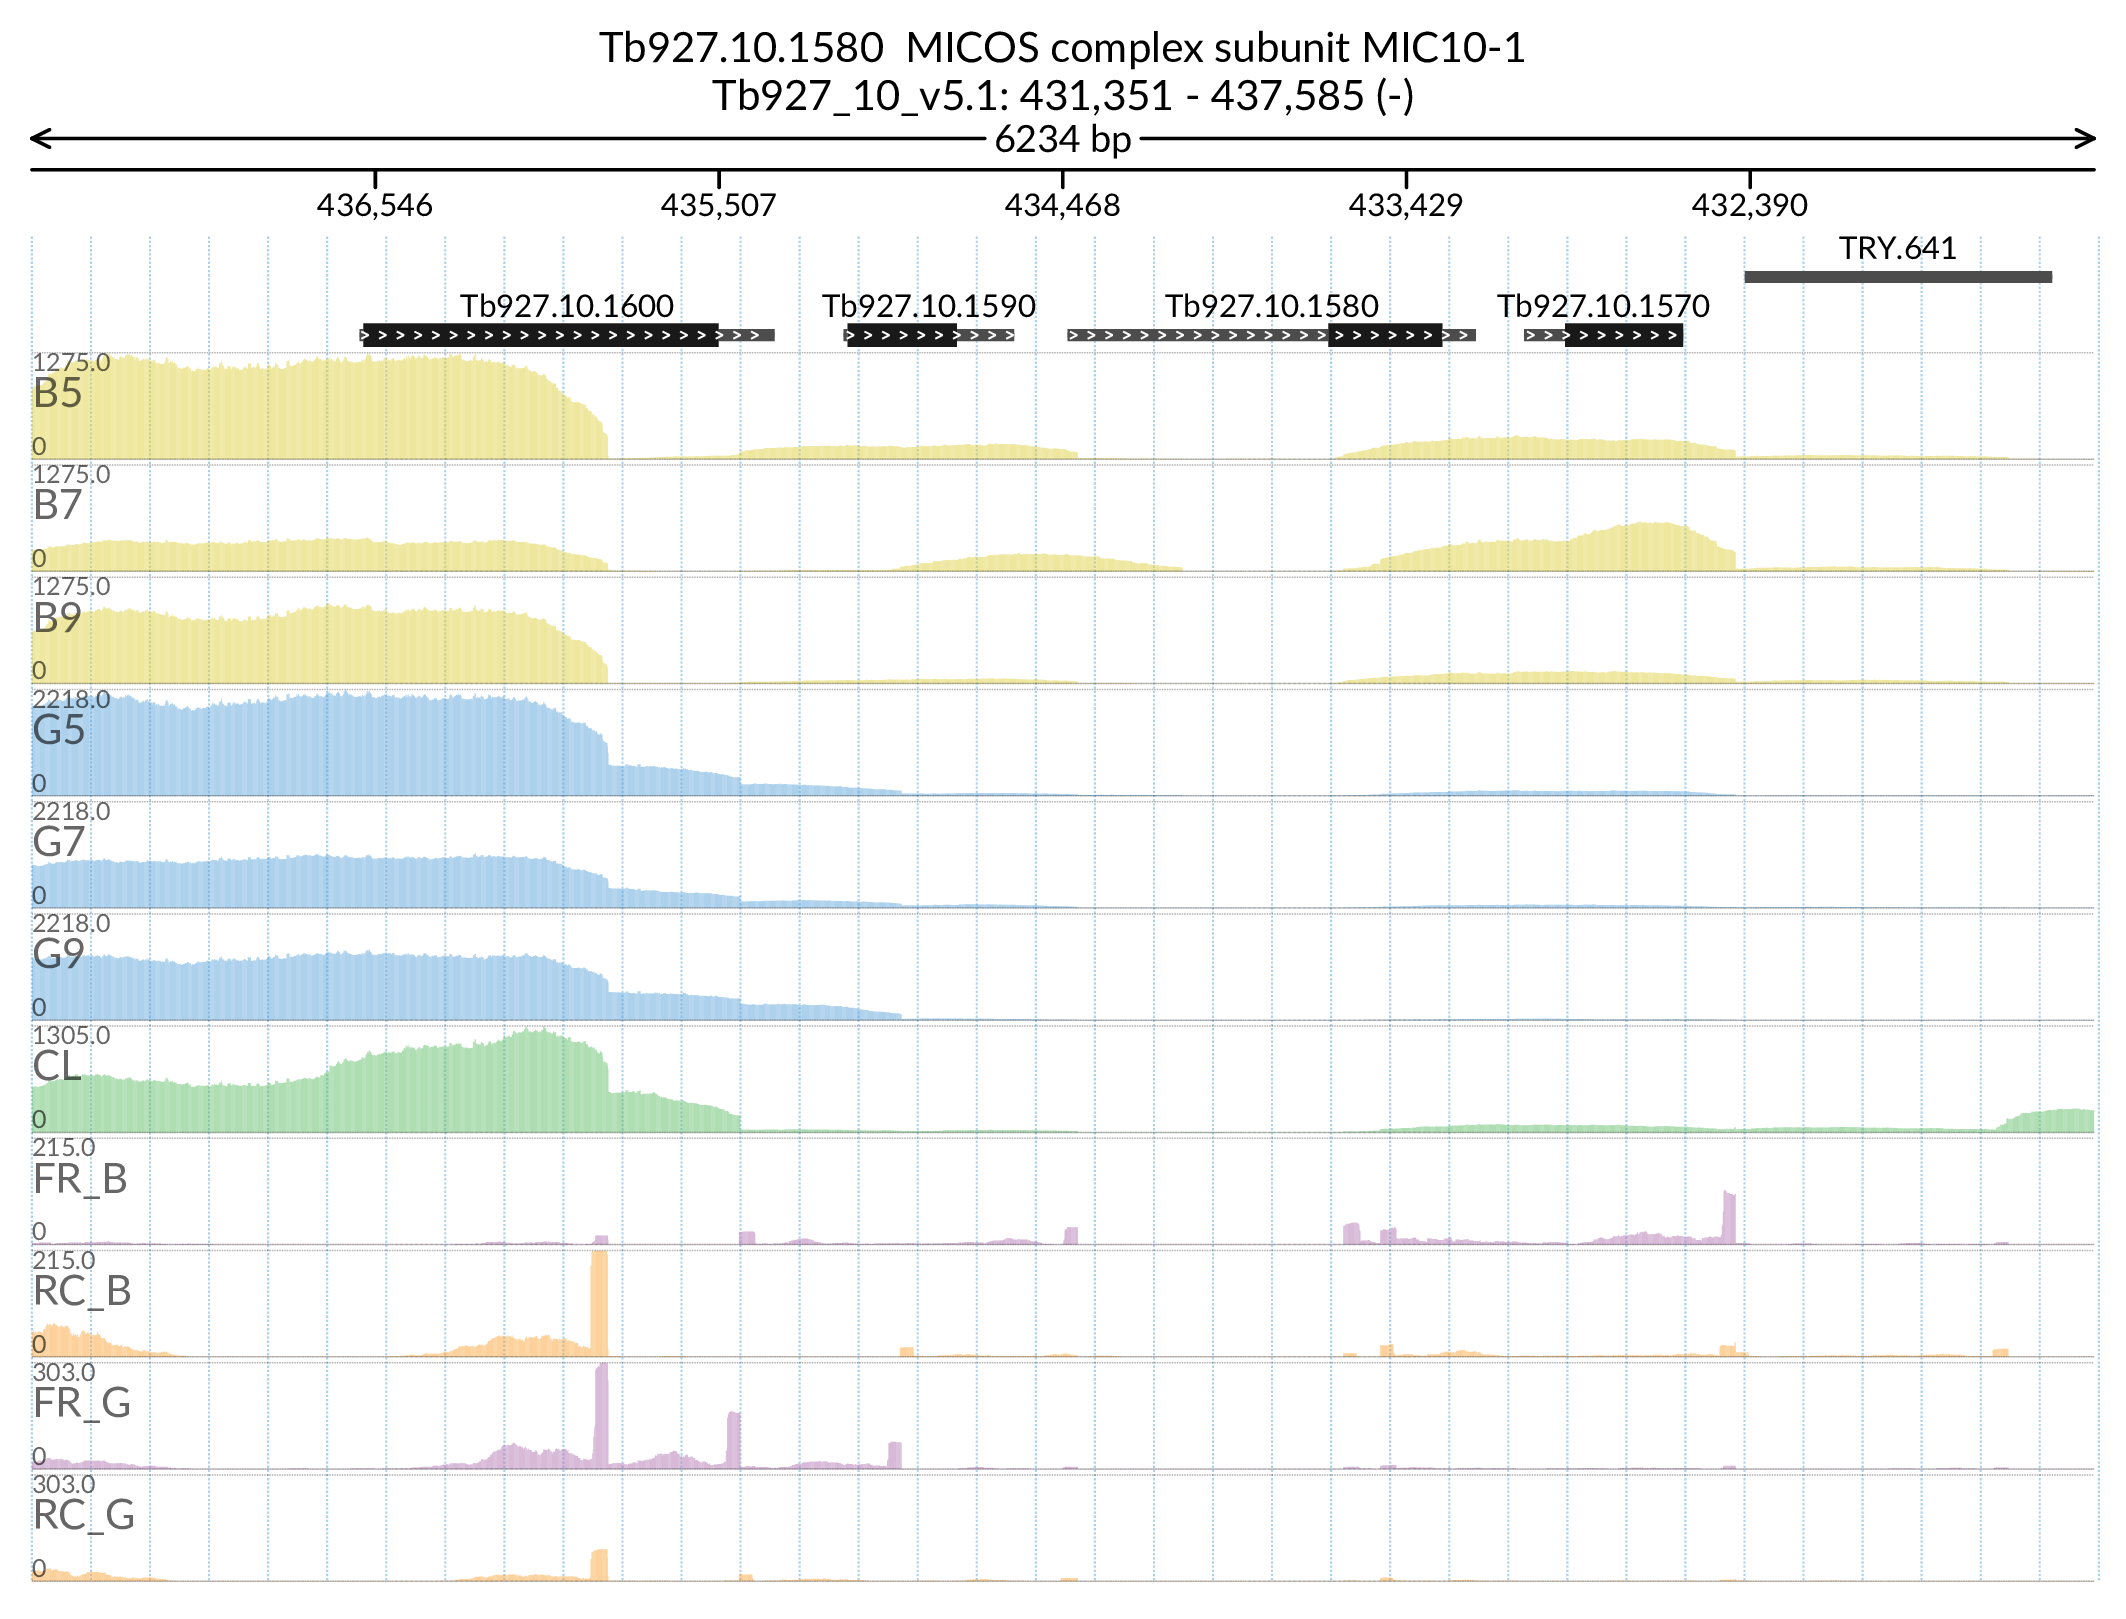 Tb927.10.1580 MICOS complex subunit MIC10-1
Tb927_10_v5.1: 431,351 - 437,585 (-)
6234 bp
436,546 435,507 434,468 433,429 432,390
TRY.641
Tb927.10.1600 Tb927.10.1590 Tb927.10.1580 Tb927.10.1570
1275.0
B5
0
1275.0
B7
0
1275.0
B9
0
2218.0
G5
0
2218.0
G7
0
2218.0
G9
0
1305.0
CL
0
215.0
FR_B
0
215.0
RC_B
0
303.0
FR_G
0
303.0
RC_G
0